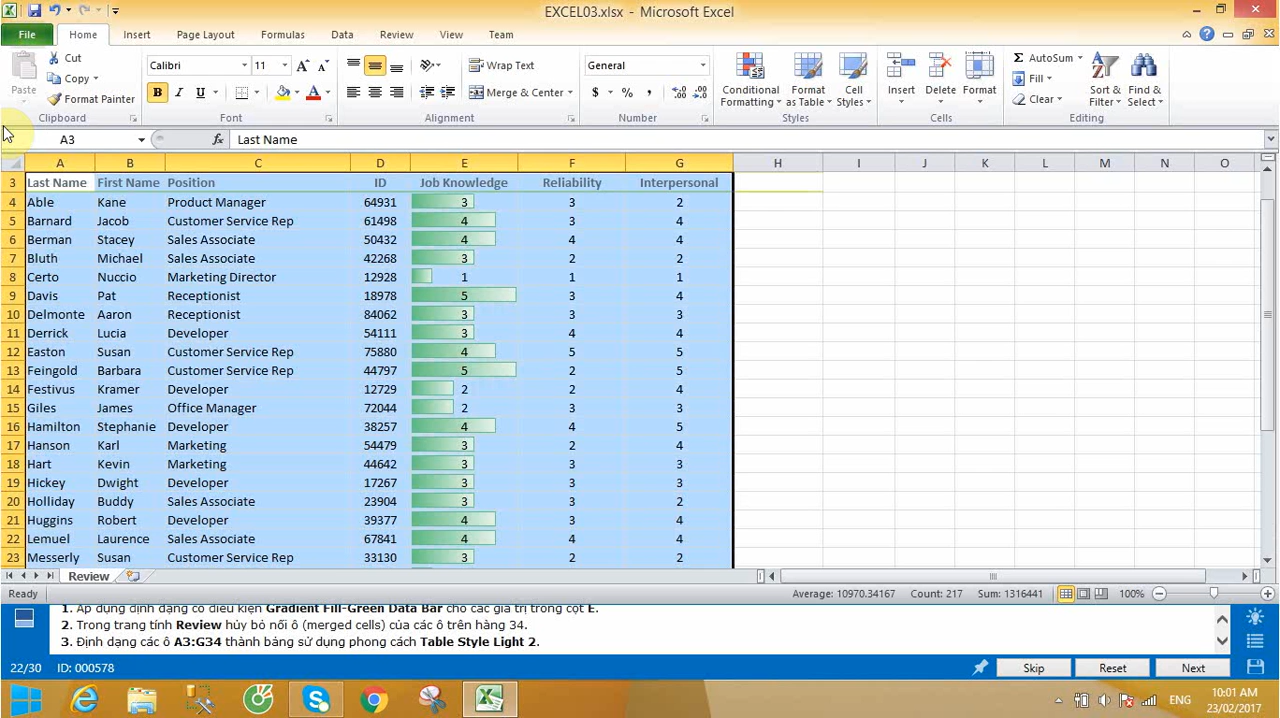 EXCEL03.xlsx - Microsoft Excel
File Home Insert Page Layout Formulas Data Review View Team
Paste Cut Copy Format Painter Clipboard
Calibri 11 A A B I U A Font
Wrap Text Merge & Center Alignment
General $ % , .0 .00 .00 .0 Number
Conditional Formatting Format as Table Cell Styles Styles
Insert Delete Format Cells
Σ AutoSum Fill Clear Sort & Filter Find & Select Editing
A3 fx Last Name
A B C D E F G H I J K L M N O
3 Last Name First Name Position ID Job Knowledge Reliability Interpersonal
4 Able Kane Product Manager 64931 3 3 2
5 Barnard Jacob Customer Service Rep 61498 4 3 4
6 Berman Stacey Sales Associate 50432 4 4 4
7 Bluth Michael Sales Associate 42268 3 2 2
8 Certo Nuccio Marketing Director 12928 1 1 1
9 Davis Pat Receptionist 18978 5 3 4
10 Delmonte Aaron Receptionist 84062 3 3 3
11 Derrick Lucia Developer 54111 3 4 4
12 Easton Susan Customer Service Rep 75880 4 5 5
13 Feingold Barbara Customer Service Rep 44797 5 2 5
14 Festivus Kramer Developer 12729 2 2 4
15 Giles James Office Manager 72044 2 3 3
16 Hamilton Stephanie Developer 38257 4 4 5
17 Hanson Karl Marketing 54479 3 2 4
18 Hart Kevin Marketing 44642 3 3 3
19 Hickey Dwight Developer 17267 3 3 3
20 Holliday Buddy Sales Associate 23904 3 3 2
21 Huggins Robert Developer 39377 4 3 4
22 Lemuel Laurence Sales Associate 67841 4 4 4
23 Messerly Susan Customer Service Rep 33130 3 2 2
Review
Ready Average: 10970.34167 Count: 217 Sum: 1316441 100%
1. Áp dụng định dạng có điều kiện Gradient Fill-Green Data Bar cho các giá trị trong cột E.
2. Trong trang tính Review hủy bỏ nối ô (merged cells) của các ô trên hàng 34.
3. Định dạng các ô A3:G34 thành bảng sử dụng phong cách Table Style Light 2.
22/30 ID: 000578 Skip Reset Next
ENG 10:01 AM
23/02/2017